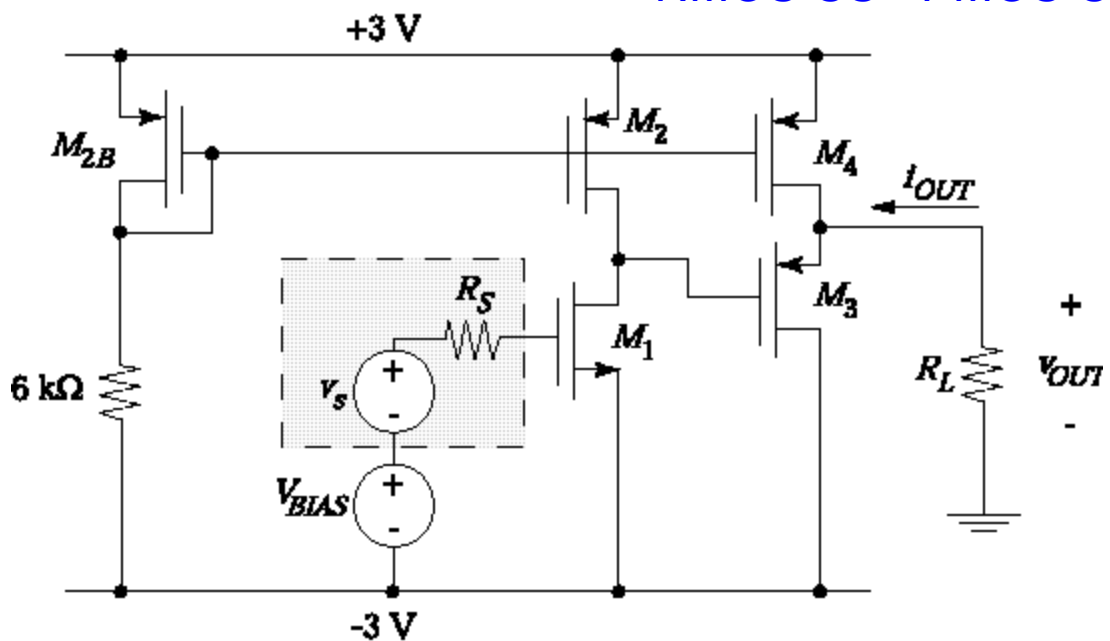 +3 V
M2B
M2
M4
iOUT
RS
M1
M3
6 kΩ
vs
RL
+
vOUT
-
+
-
VBIAS
+
-
-3 V